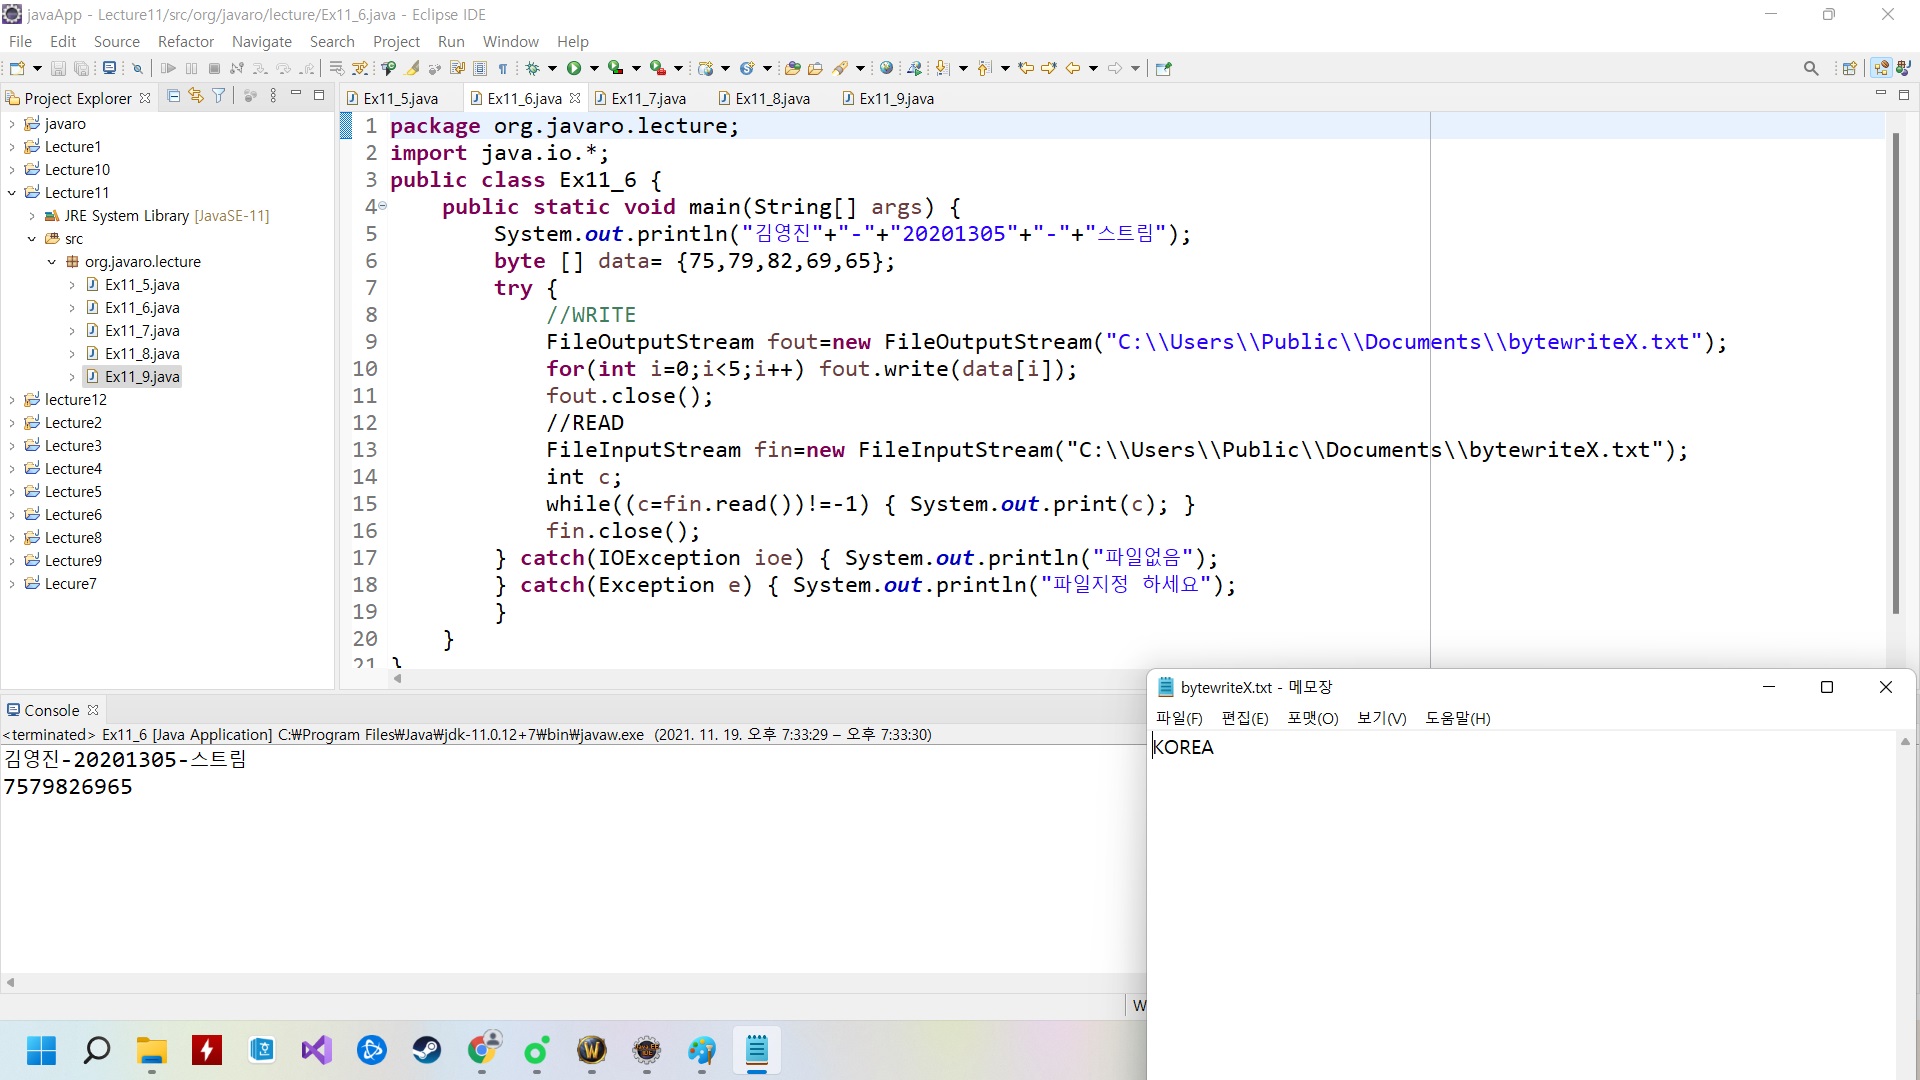 javaApp - Lecture11/src/org/javaro/lecture/Ex11_6.java - Eclipse IDE
File Edit Source Refactor Navigate Search Project Run Window Help
Project Explorer
javaro
Lecture1
Lecture10
Lecture11
JRE System Library [JavaSE-11]
src
org.javaro.lecture
Ex11_5.java
Ex11_6.java
Ex11_7.java
Ex11_8.java
Ex11_9.java
lecture12
Lecture2
Lecture3
Lecture4
Lecture5
Lecture6
Lecture8
Lecture9
Lecure7
Ex11_5.java Ex11_6.java Ex11_7.java Ex11_8.java Ex11_9.java
1 package org.javaro.lecture;
2 import java.io.*;
3 public class Ex11_6 {
4     public static void main(String[] args) {
5         System.out.println("김영진"+"-"+"20201305"+"-"+"스트림");
6         byte [] data= {75,79,82,69,65};
7         try {
8             //WRITE
9             FileOutputStream fout=new FileOutputStream("C:\\Users\\Public\\Documents\\bytewriteX.txt");
10             for(int i=0;i<5;i++) fout.write(data[i]);
11             fout.close();
12             //READ
13             FileInputStream fin=new FileInputStream("C:\\Users\\Public\\Documents\\bytewriteX.txt");
14             int c;
15             while((c=fin.read())!=-1) { System.out.print(c); }
16             fin.close();
17         } catch(IOException ioe) { System.out.println("파일없음");
18         } catch(Exception e) { System.out.println("파일지정 하세요");
19         }
20     }
21 }
Console
<terminated> Ex11_6 [Java Application] C:₩Program Files₩Java₩jdk-11.0.12+7₩bin₩javaw.exe (2021. 11. 19. 오후 7:33:29 – 오후 7:33:30)
김영진-20201305-스트림
7579826965
W
bytewriteX.txt - 메모장
파일(F) 편집(E) 포맷(O) 보기(V) 도움말(H)
KOREA